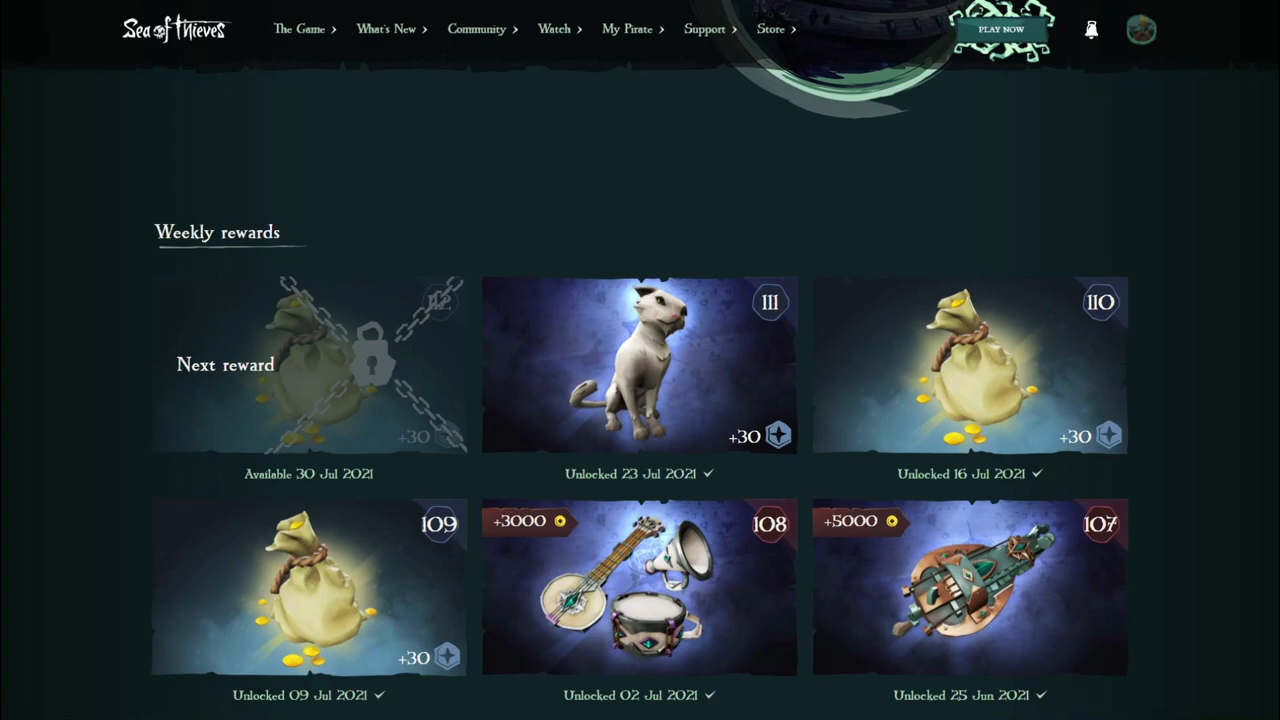 Sea of Thieves
The Game
What's New
Community
Watch
My Pirate
Support
Store
PLAY NOW
Weekly rewards
112
Next reward
+30
Available 30 Jul 2021
111
+30
Unlocked 23 Jul 2021
110
+30
Unlocked 16 Jul 2021
109
+30
Unlocked 09 Jul 2021
+3000
108
Unlocked 02 Jul 2021
+5000
107
Unlocked 25 Jun 2021